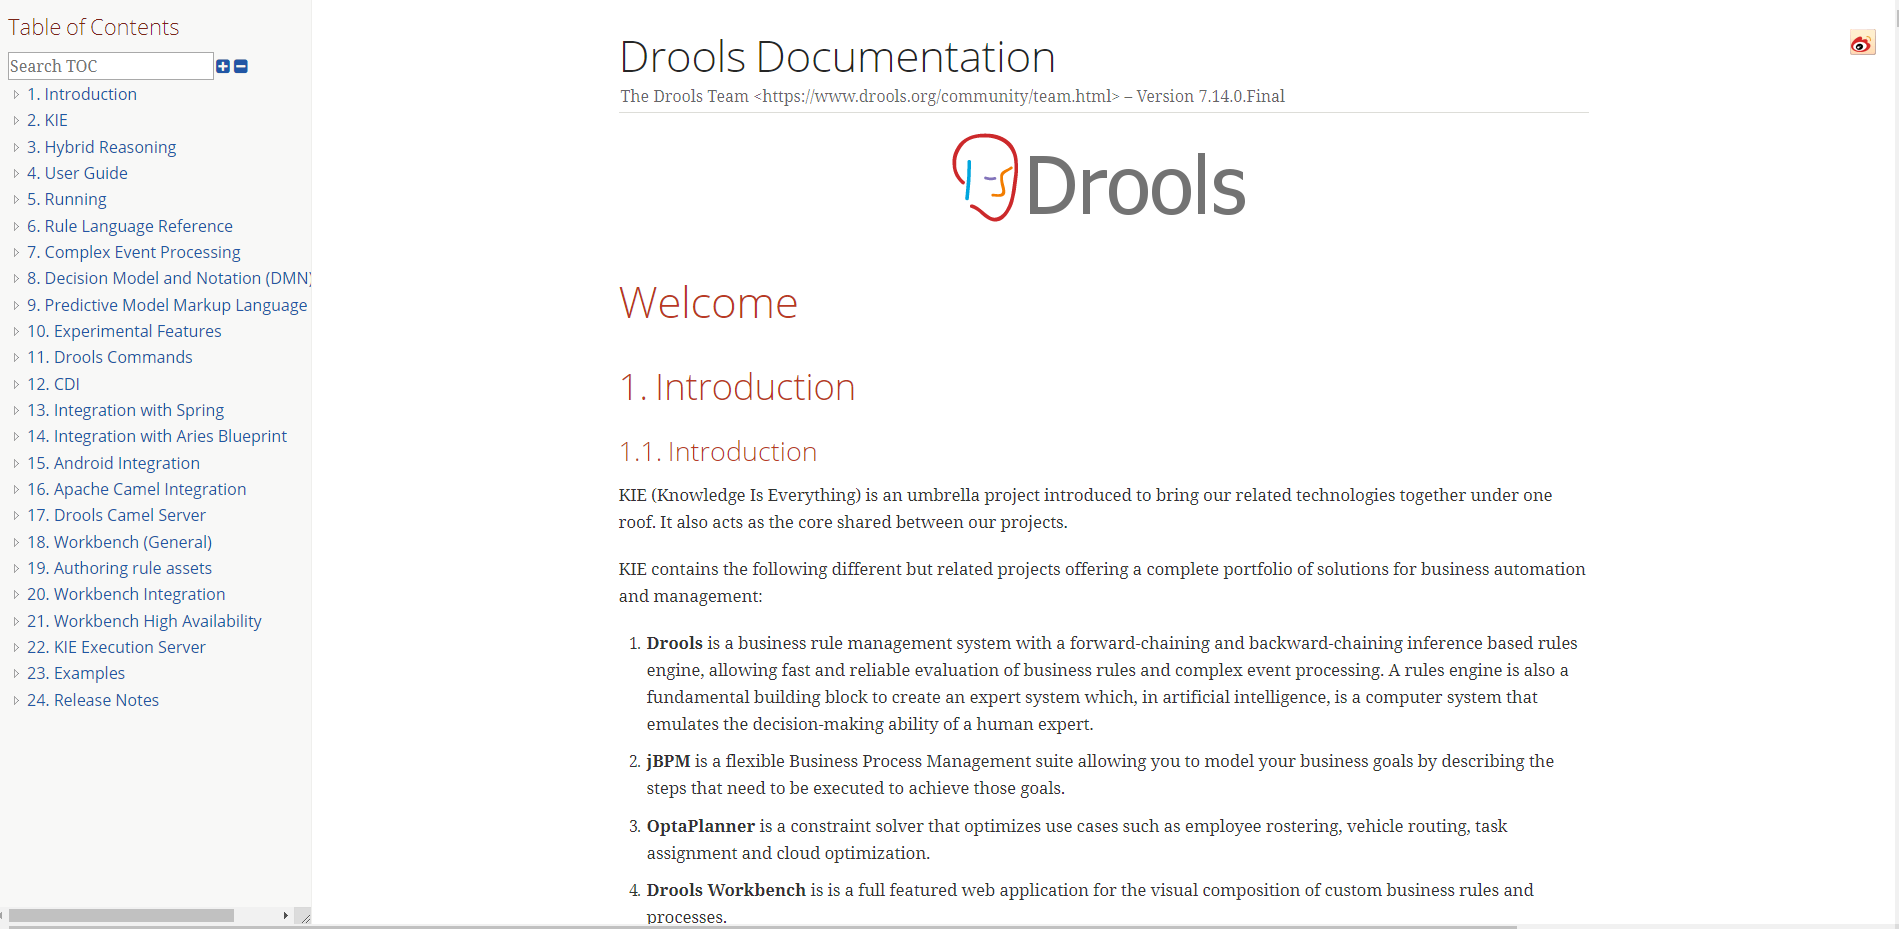 Table of Contents
Search TOC
1. Introduction
2. KIE
3. Hybrid Reasoning
4. User Guide
5. Running
6. Rule Language Reference
7. Complex Event Processing
8. Decision Model and Notation (DMN)
9. Predictive Model Markup Language
10. Experimental Features
11. Drools Commands
12. CDI
13. Integration with Spring
14. Integration with Aries Blueprint
15. Android Integration
16. Apache Camel Integration
17. Drools Camel Server
18. Workbench (General)
19. Authoring rule assets
20. Workbench Integration
21. Workbench High Availability
22. KIE Execution Server
23. Examples
24. Release Notes
Drools Documentation
The Drools Team <https://www.drools.org/community/team.html> – Version 7.14.0.Final
Drools
Welcome
1. Introduction
1.1. Introduction
KIE (Knowledge Is Everything) is an umbrella project introduced to bring our related technologies together under one
roof. It also acts as the core shared between our projects.
KIE contains the following different but related projects offering a complete portfolio of solutions for business automation
and management:
1. Drools is a business rule management system with a forward-chaining and backward-chaining inference based rules
engine, allowing fast and reliable evaluation of business rules and complex event processing. A rules engine is also a
fundamental building block to create an expert system which, in artificial intelligence, is a computer system that
emulates the decision-making ability of a human expert.
2. jBPM is a flexible Business Process Management suite allowing you to model your business goals by describing the
steps that need to be executed to achieve those goals.
3. OptaPlanner is a constraint solver that optimizes use cases such as employee rostering, vehicle routing, task
assignment and cloud optimization.
4. Drools Workbench is is a full featured web application for the visual composition of custom business rules and
processes.